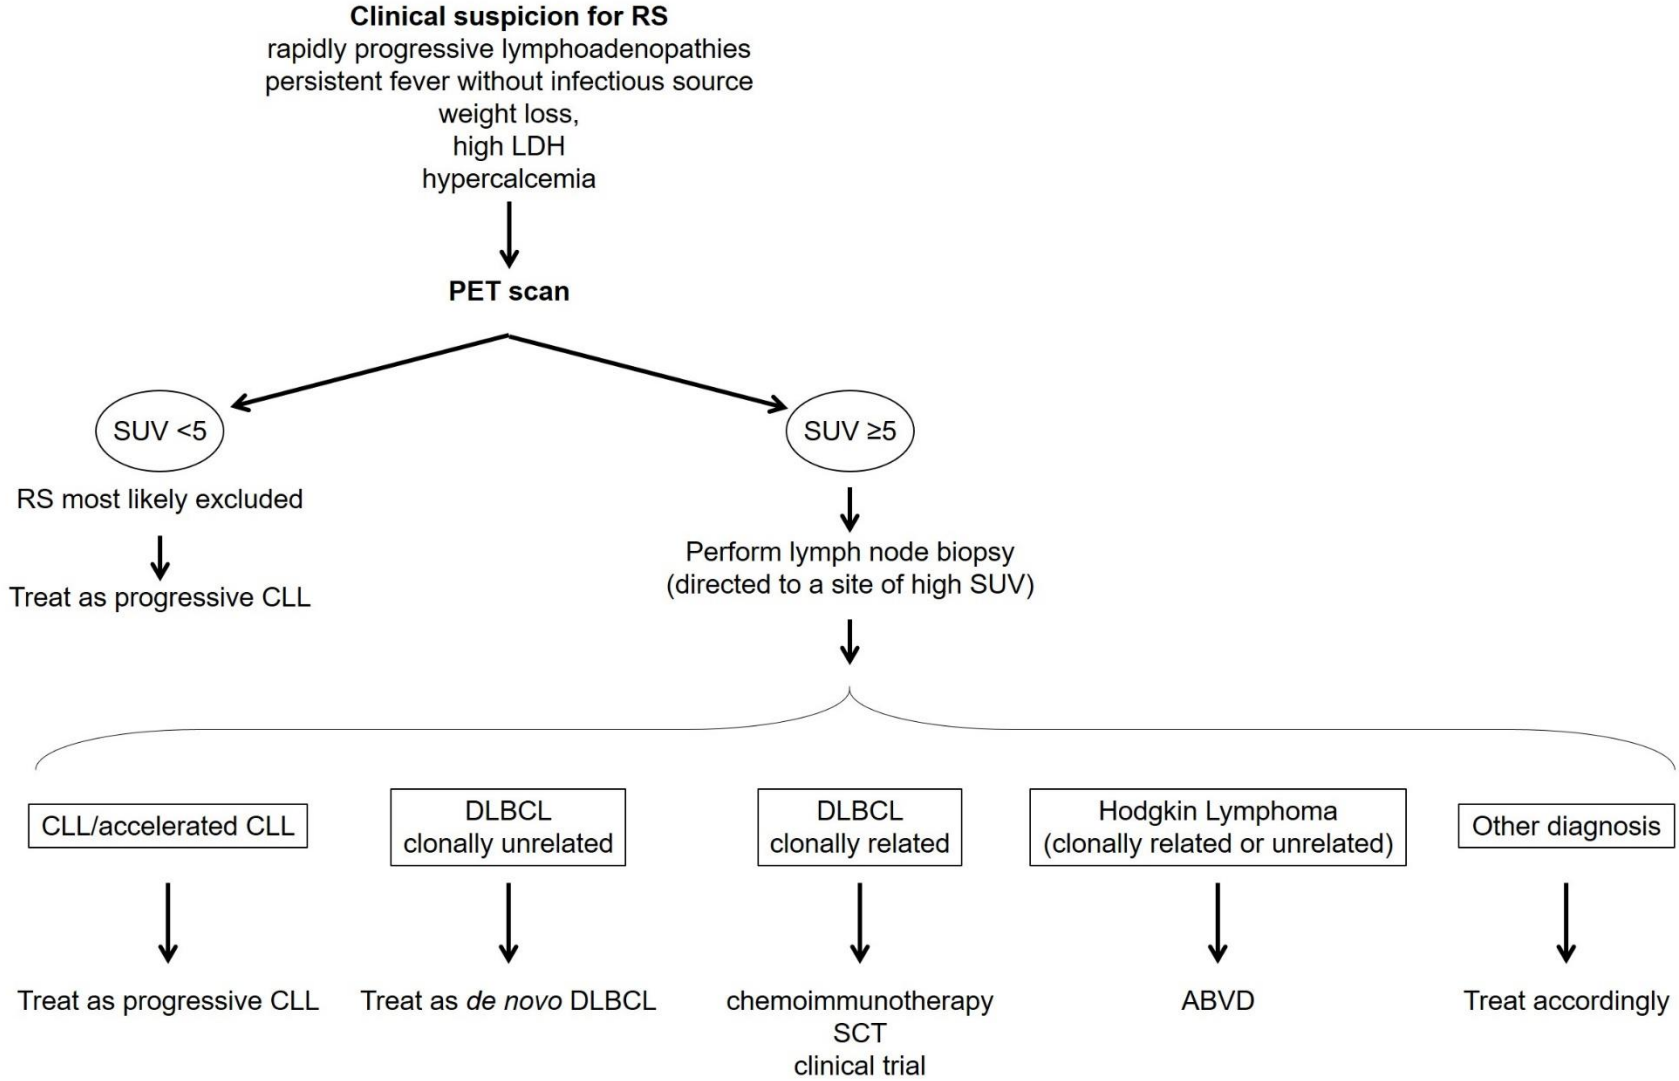 Clinical suspicion for RS
rapidly progressive lymphoadenopathies
persistent fever without infectious source
weight loss,
high LDH
hypercalcemia
PET scan
SUV <5
SUV ≥5
RS most likely excluded
Treat as progressive CLL
Perform lymph node biopsy
(directed to a site of high SUV)
CLL/accelerated CLL
DLBCL
clonally unrelated
DLBCL
clonally related
Hodgkin Lymphoma
(clonally related or unrelated)
Other diagnosis
Treat as progressive CLL
Treat as de novo DLBCL
chemoimmunotherapy
SCT
clinical trial
ABVD
Treat accordingly